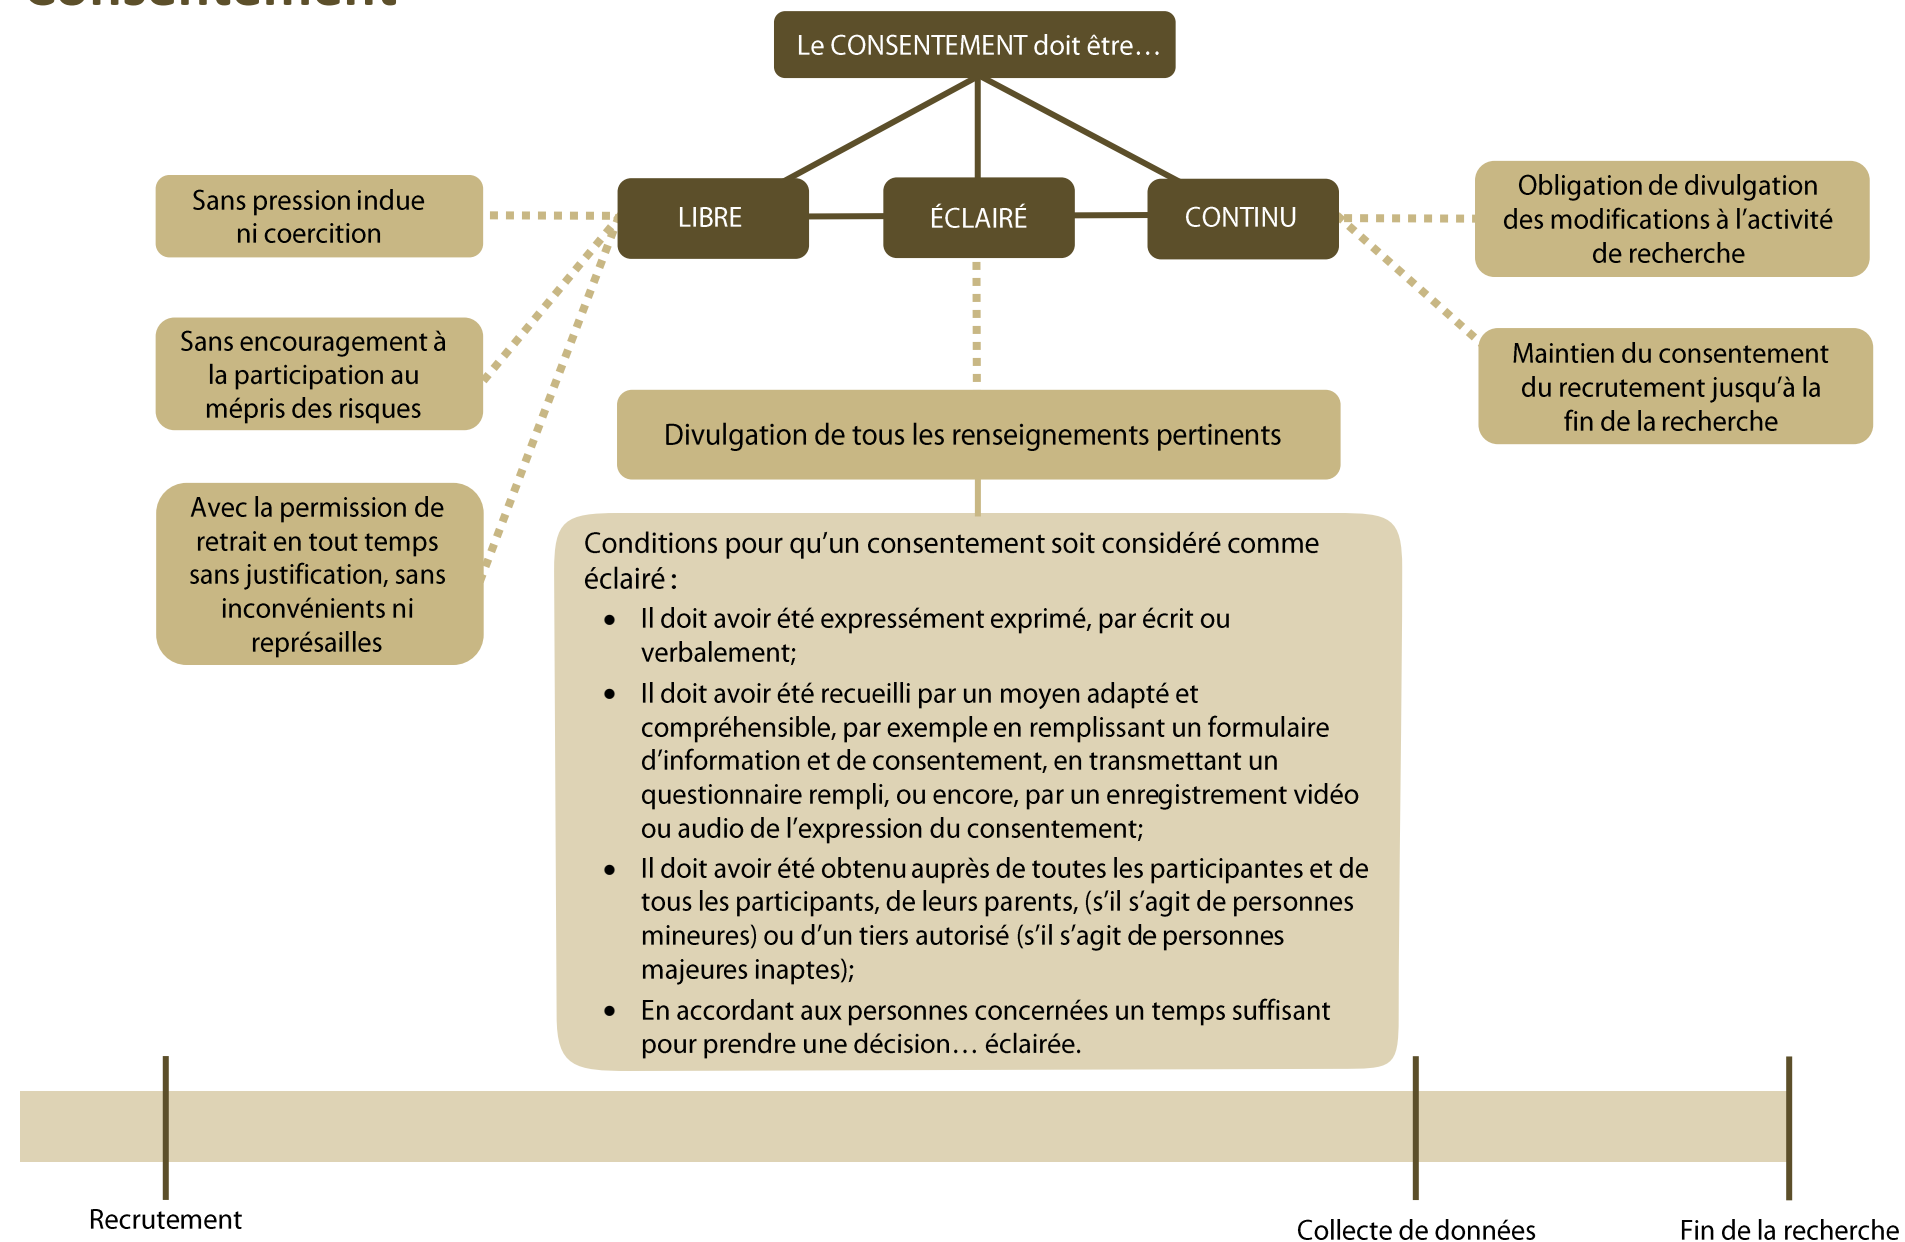 Consentement
Le CONSENTEMENT doit être…
LIBRE
ÉCLAIRÉ
CONTINU
Sans pression indue
ni coercition
Sans encouragement à
la participation au
mépris des risques
Avec la permission de
retrait en tout temps
sans justification, sans
inconvénients ni
représailles
Obligation de divulgation
des modifications à l’activité
de recherche
Maintien du consentement
du recrutement jusqu’à la
fin de la recherche
Divulgation de tous les renseignements pertinents
Conditions pour qu’un consentement soit considéré comme
éclairé :
• Il doit avoir été expressément exprimé, par écrit ou
verbalement;
• Il doit avoir été recueilli par un moyen adapté et
compréhensible, par exemple en remplissant un formulaire
d’information et de consentement, en transmettant un
questionnaire rempli, ou encore, par un enregistrement vidéo
ou audio de l’expression du consentement;
• Il doit avoir été obtenu auprès de toutes les participantes et de
tous les participants, de leurs parents, (s’il s’agit de personnes
mineures) ou d’un tiers autorisé (s’il s’agit de personnes
majeures inaptes);
• En accordant aux personnes concernées un temps suffisant
pour prendre une décision… éclairée.
Recrutement
Collecte de données
Fin de la recherche